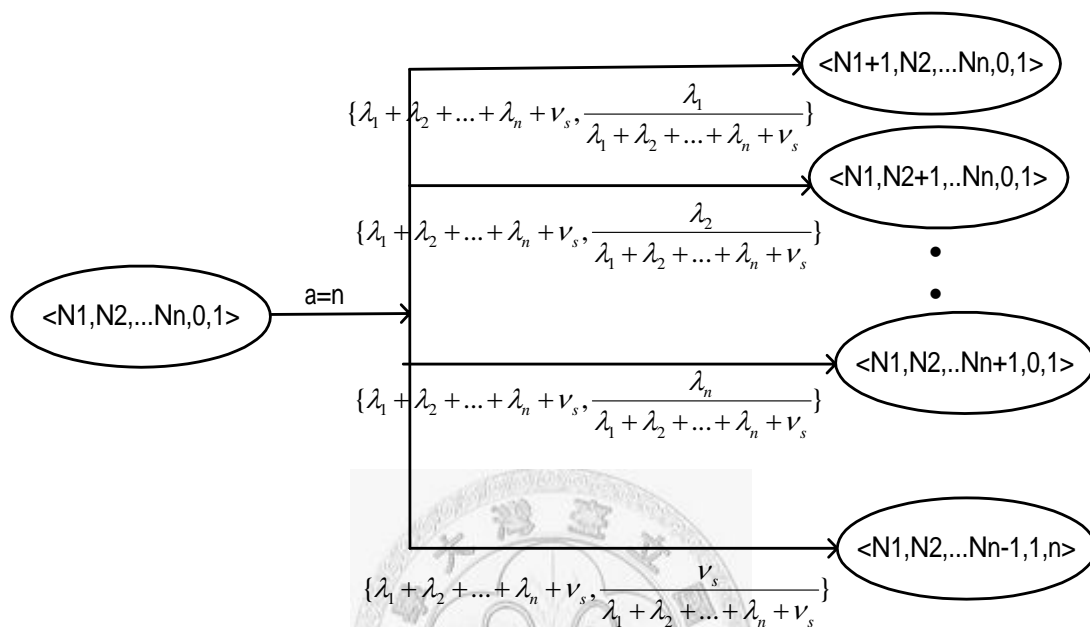 <N1+1,N2,...Nn,0,1>
{λ₁ + λ₂ + ... + λₙ + νₛ, λ₁ / (λ₁ + λ₂ + ... + λₙ + νₛ)}
<N1,N2+1,..Nn,0,1>
{λ₁ + λ₂ + ... + λₙ + νₛ, λ₂ / (λ₁ + λ₂ + ... + λₙ + νₛ)}
<N1,N2,...Nn,0,1>
a=n
<N1,N2,..Nn+1,0,1>
{λ₁ + λ₂ + ... + λₙ + νₛ, λₙ / (λ₁ + λ₂ + ... + λₙ + νₛ)}
<N1,N2,...Nn-1,1,n>
{λ₁ + λ₂ + ... + λₙ + νₛ, νₛ / (λ₁ + λ₂ + ... + λₙ + νₛ)}